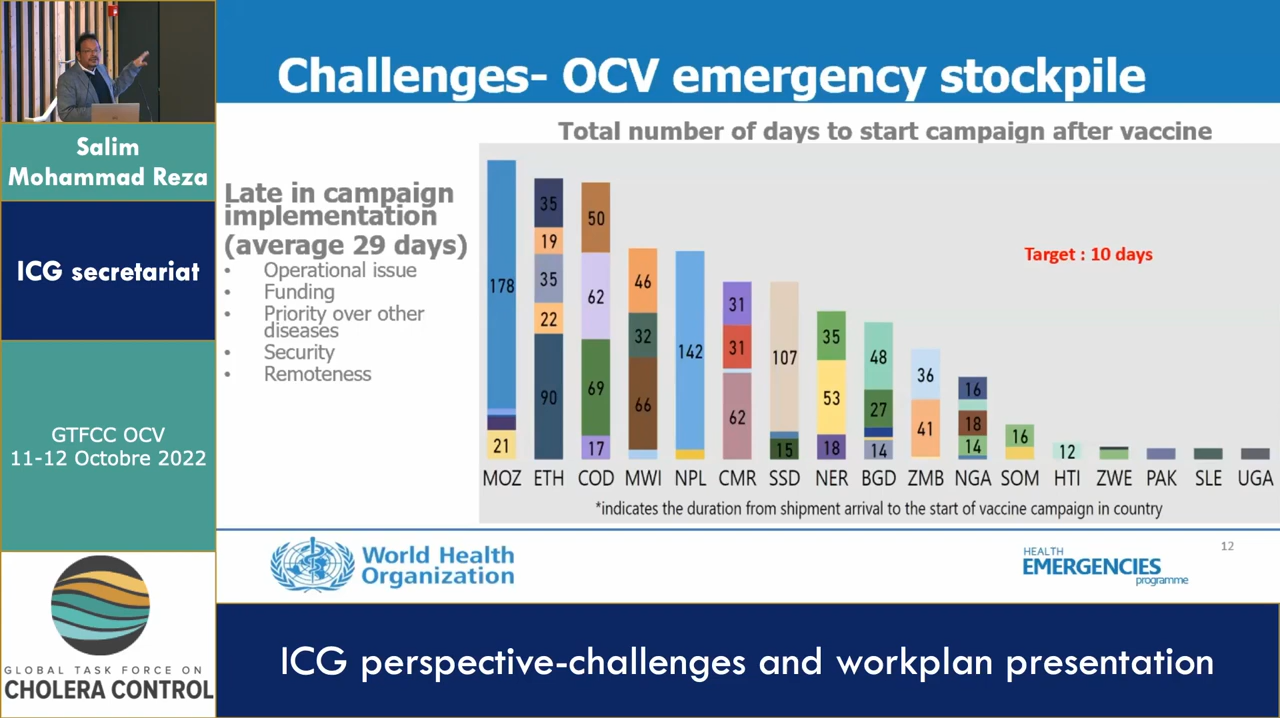 Challenges- OCV emergency stockpile
Salim
Mohammad Reza
ICG secretariat
GTFCC OCV
11-12 Octobre 2022
GLOBAL TASK FORCE ON
CHOLERA CONTROL
Late in campaign
implementation
(average 29 days)
• Operational issue
• Funding
• Priority over other
diseases
• Security
• Remoteness
Total number of days to start campaign after vaccine
Target : 10 days
178
21
35
19
35
22
90
50
62
69
17
46
32
66
142
31
31
62
107
15
35
53
18
48
27
14
36
41
16
18
14
16
12
MOZ ETH COD MWI NPL CMR SSD NER BGD ZMB NGA SOM HTI ZWE PAK SLE UGA
*indicates the duration from shipment arrival to the start of vaccine campaign in country
World Health
Organization
HEALTH
EMERGENCIES
programme
12
ICG perspective-challenges and workplan presentation